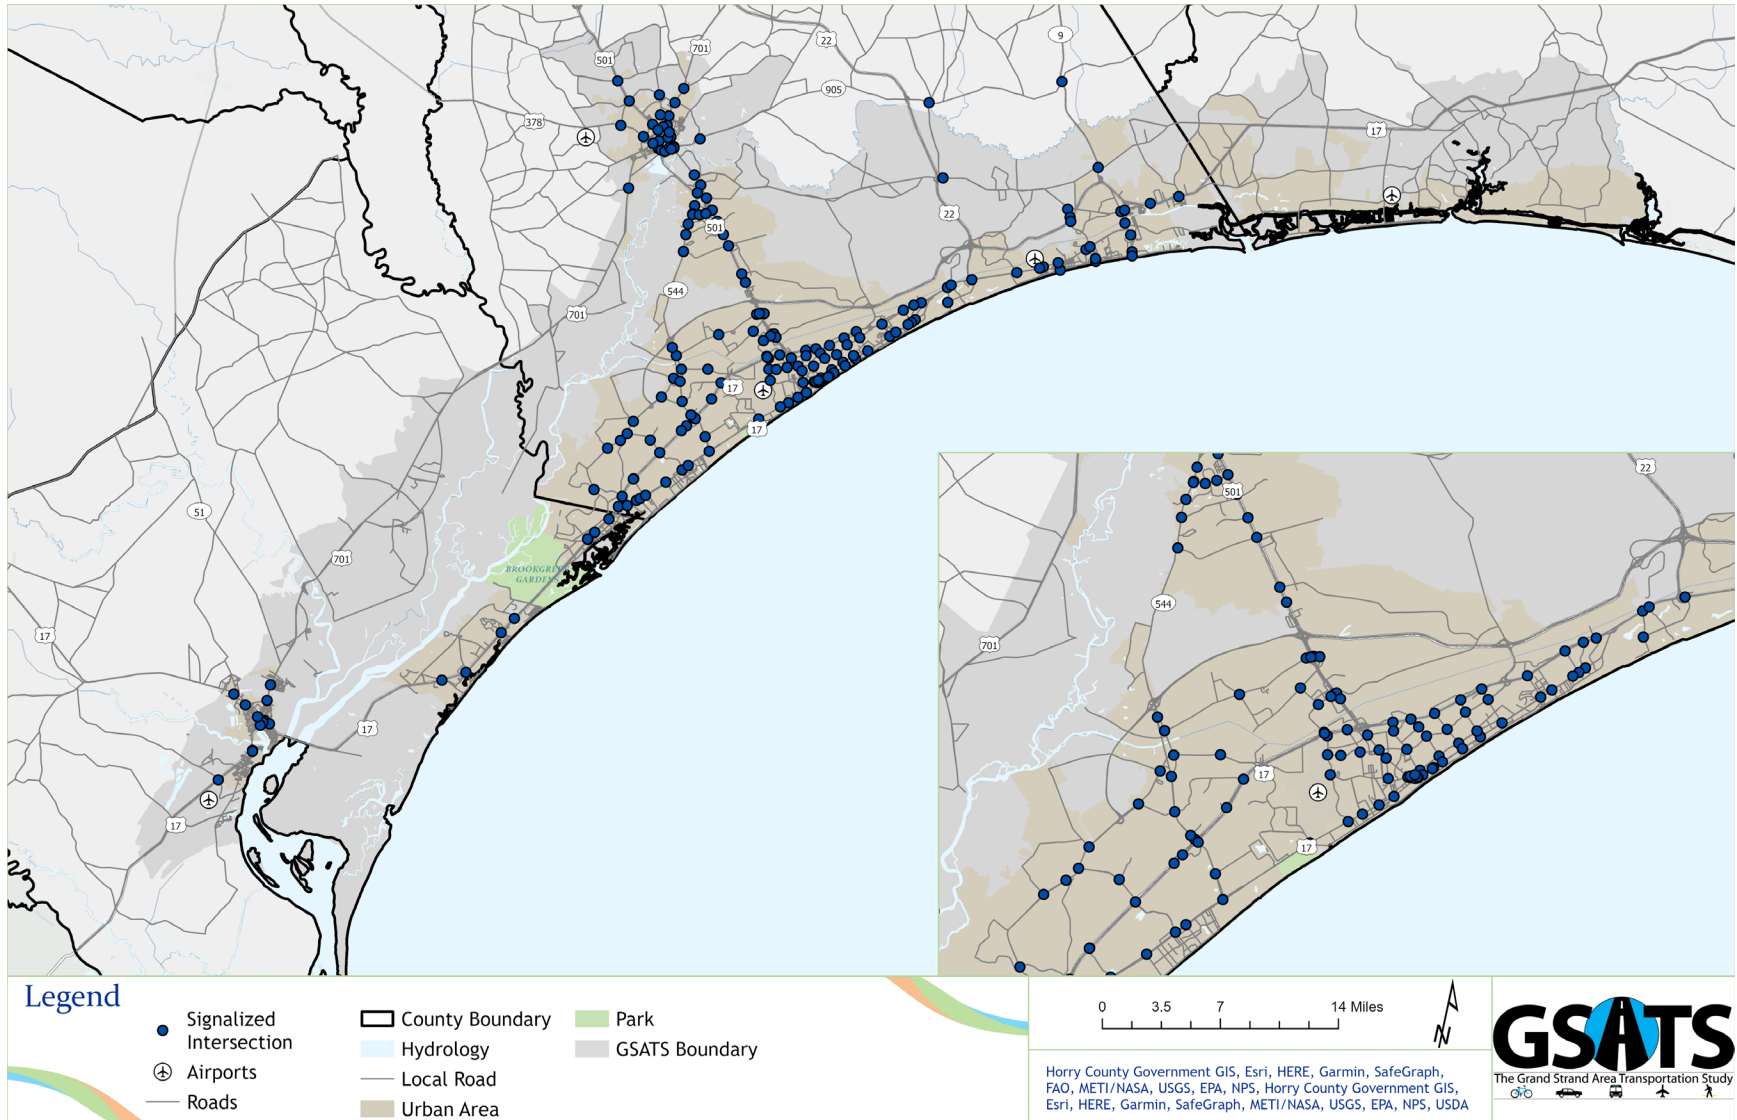 501
701
22
9
905
378
17
22
501
544
701
17
17
51
701
BROOKGREEN
GARDENS
17
17
17
22
501
544
701
17
17
Legend
Signalized
Intersection
Airports
Roads
County Boundary
Hydrology
Local Road
Urban Area
Park
GSATS Boundary
0 3.5 7 14 Miles
N
Horry County Government GIS, Esri, HERE, Garmin, SafeGraph,
FAO, METI/NASA, USGS, EPA, NPS, Horry County Government GIS,
Esri, HERE, Garmin, SafeGraph, METI/NASA, USGS, EPA, NPS, USDA
GSATS
The Grand Strand Area Transportation Study